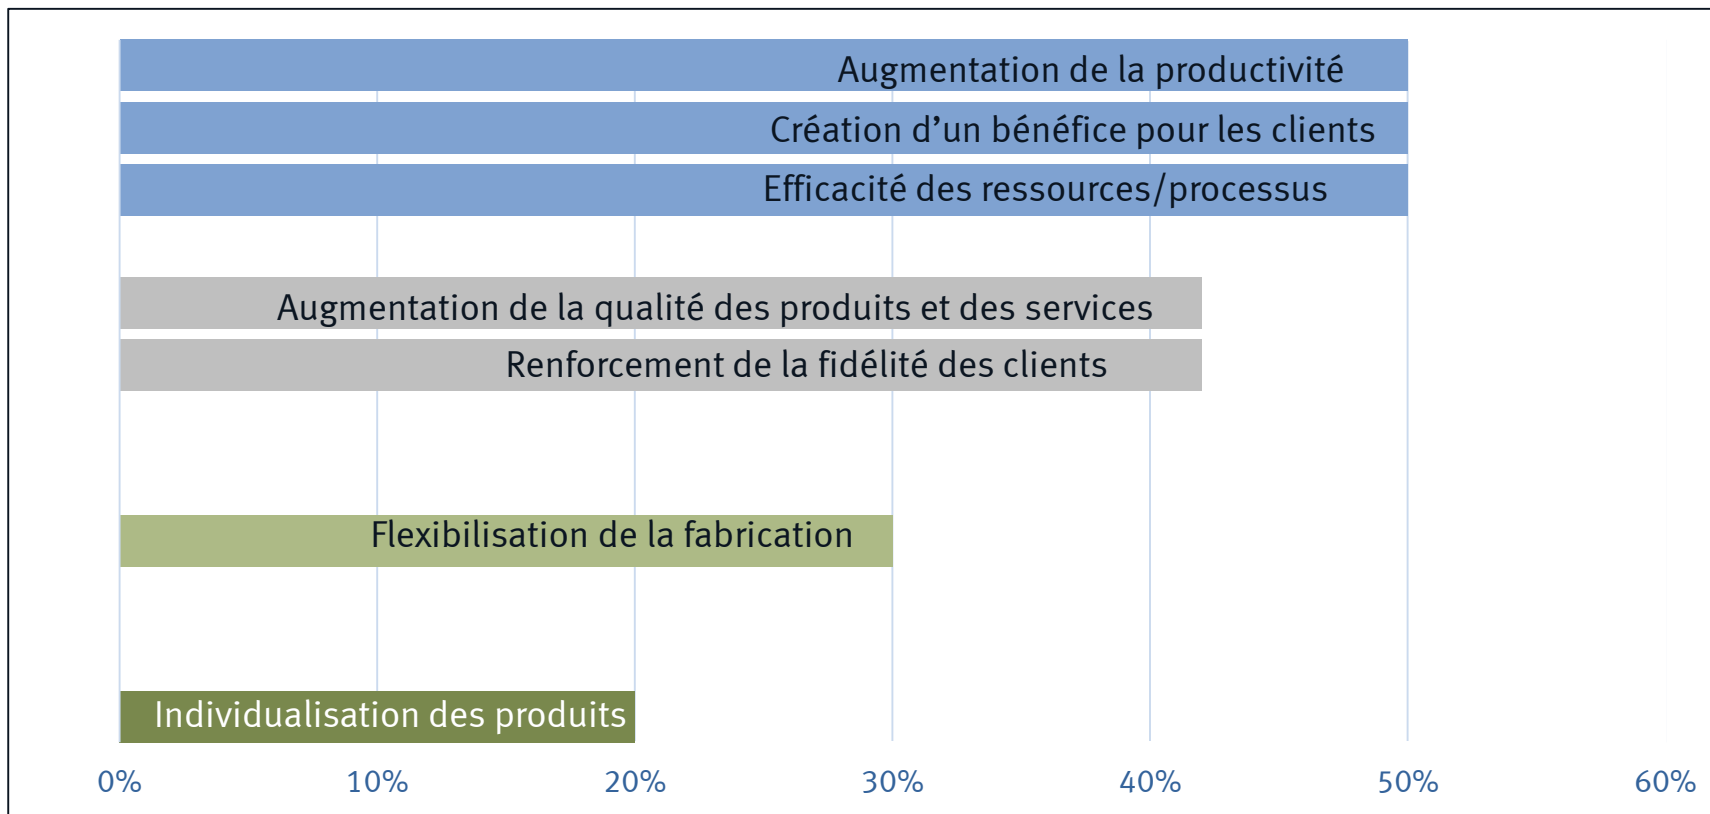 Augmentation de la productivité
Création d’un bénéfice pour les clients
Efficacité des ressources/processus
Augmentation de la qualité des produits et des services
Renforcement de la fidélité des clients
Flexibilisation de la fabrication
Individualisation des produits
0% 10% 20% 30% 40% 50% 60%